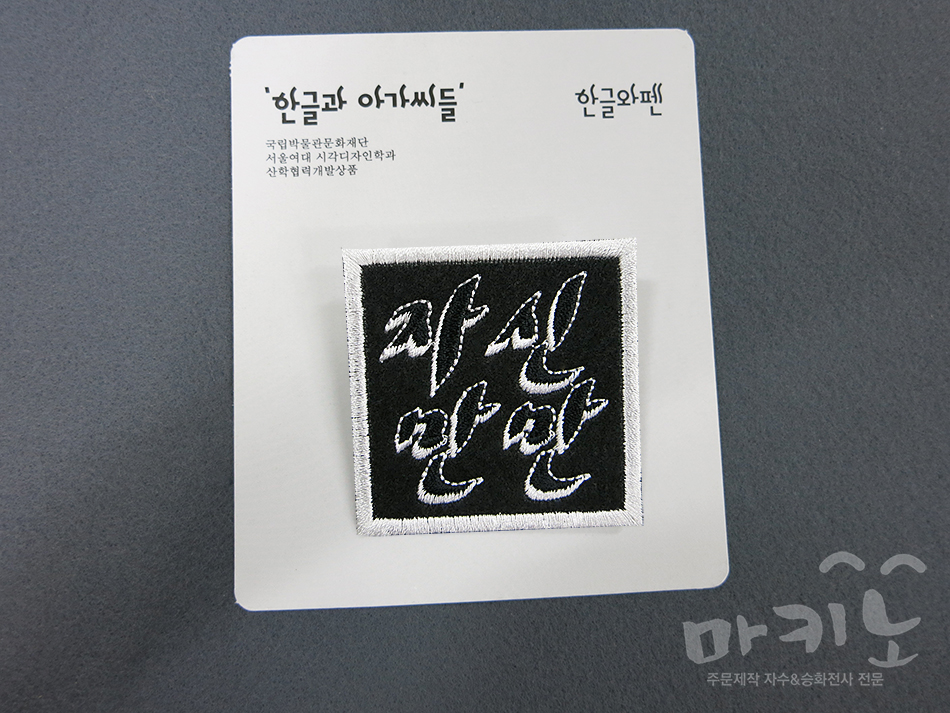 '한글과 아가씨들'
한글와펜
국립박물관문화재단
서울여대 시각디자인학과
산학협력개발상품
자신
만만
마키노
주문제작 자수&승화전사 전문